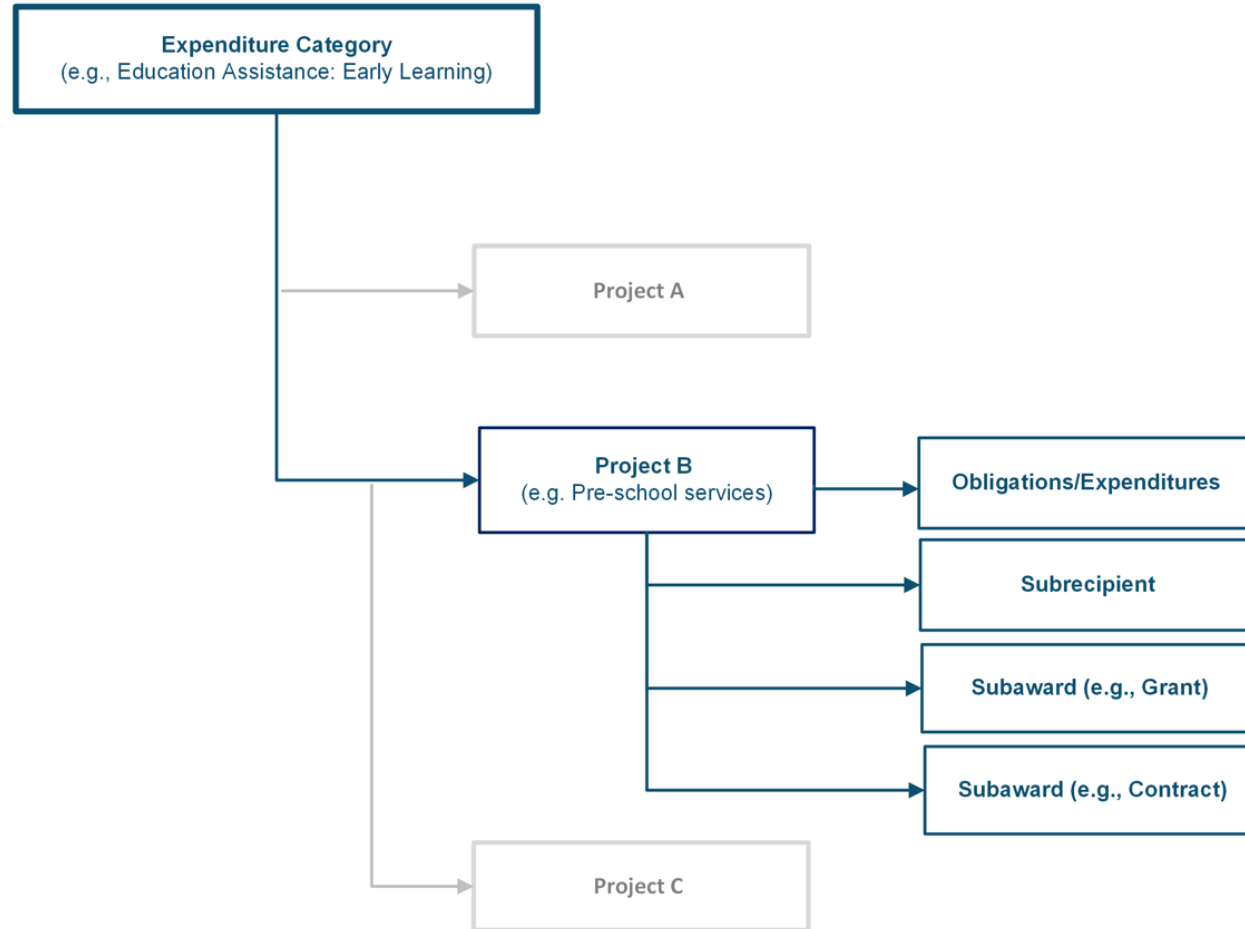 Expenditure Category
(e.g., Education Assistance: Early Learning)
Project A
Project B
(e.g. Pre-school services)
Obligations/Expenditures
Subrecipient
Subaward (e.g., Grant)
Subaward (e.g., Contract)
Project C